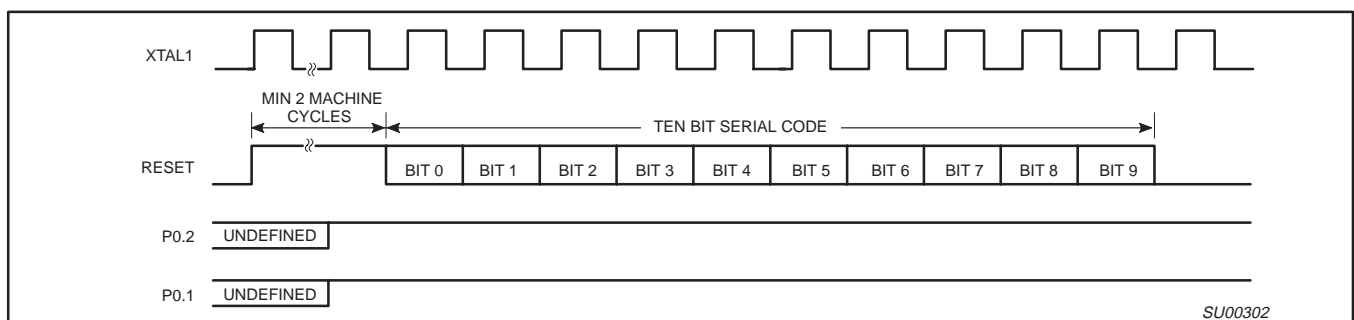 XTAL1
MIN 2 MACHINE
CYCLES
TEN BIT SERIAL CODE
RESET
BIT 0 BIT 1 BIT 2 BIT 3 BIT 4 BIT 5 BIT 6 BIT 7 BIT 8 BIT 9
P0.2 UNDEFINED
P0.1 UNDEFINED
SU00302